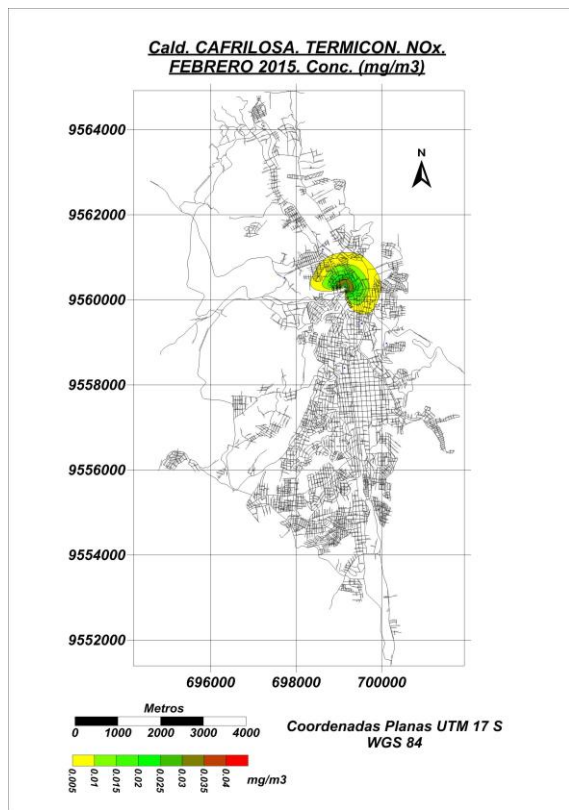 Cald. CAFRILOSA. TERMICON. NOx.
FEBRERO 2015. Conc. (mg/m3)
9564000
N
9562000
9560000
9558000
9556000
9554000
9552000
696000 698000 700000
Metros
0 1000 2000 3000 4000
Coordenadas Planas UTM 17 S
WGS 84
0.005 0.01 0.015 0.02 0.025 0.03 0.035 0.04
mg/m3